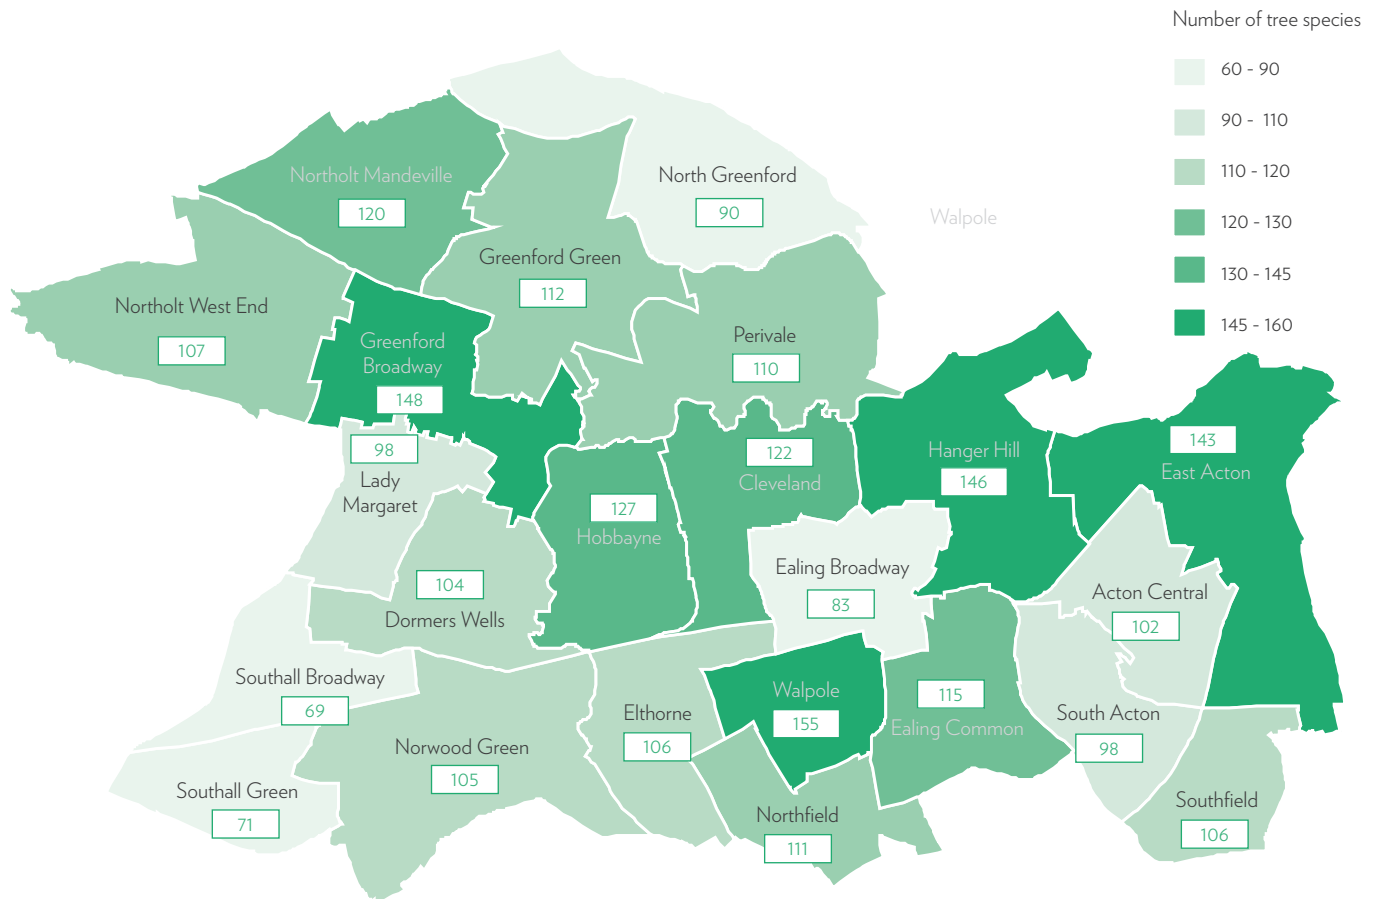 Number of tree species
60 - 90
90 - 110
110 - 120
120 - 130
130 - 145
145 - 160
Northolt Mandeville
120
North Greenford
90
Walpole
Greenford Green
112
Northolt West End
107
Greenford
Broadway
148
Perivale
110
98
Lady
Margaret
127
Hobbayne
122
Cleveland
Hanger Hill
146
143
East Acton
104
Dormers Wells
Ealing Broadway
83
Acton Central
102
Southall Broadway
69
Norwood Green
105
Elthorne
106
Walpole
155
115
Ealing Common
South Acton
98
Southall Green
71
Northfield
111
Southfield
106